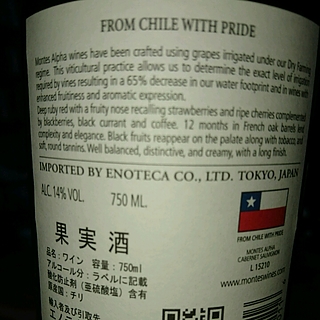 FROM CHILE WITH PRIDE
Montes Alpha wines have been crafted using grapes irrigated under our Dry Farming
regime. This viticultural practice allows us to determine the exact level of irrigation
required by vines resulting in a 65% decrease in our water footprint and in wines with
enhanced fruitiness and aromatic expression.
Deep ruby red with a fruity nose recalling strawberries and ripe cherries complemented
by blackberries, black currant and coffee. 12 months in French oak barrels lend
complexity and elegance. Black fruits reappear on the palate along with tobacco, and
soft, round tannins. Well balanced, distinctive, and creamy, with a long finish.
IMPORTED BY ENOTECA CO., LTD. TOKYO, JAPAN
ALC.14% VOL. 750 ML.
FROM CHILE WITH PRIDE
MONTES ALPHA
CABERNET SAUVIGNON
L 15210
www.monteswines.com
果実酒
品名：ワイン 容量：750ml
アルコール分：ラベルに記載
酸化防止剤（亜硫酸塩）含有
原産国：チリ
輸入者及び引取先